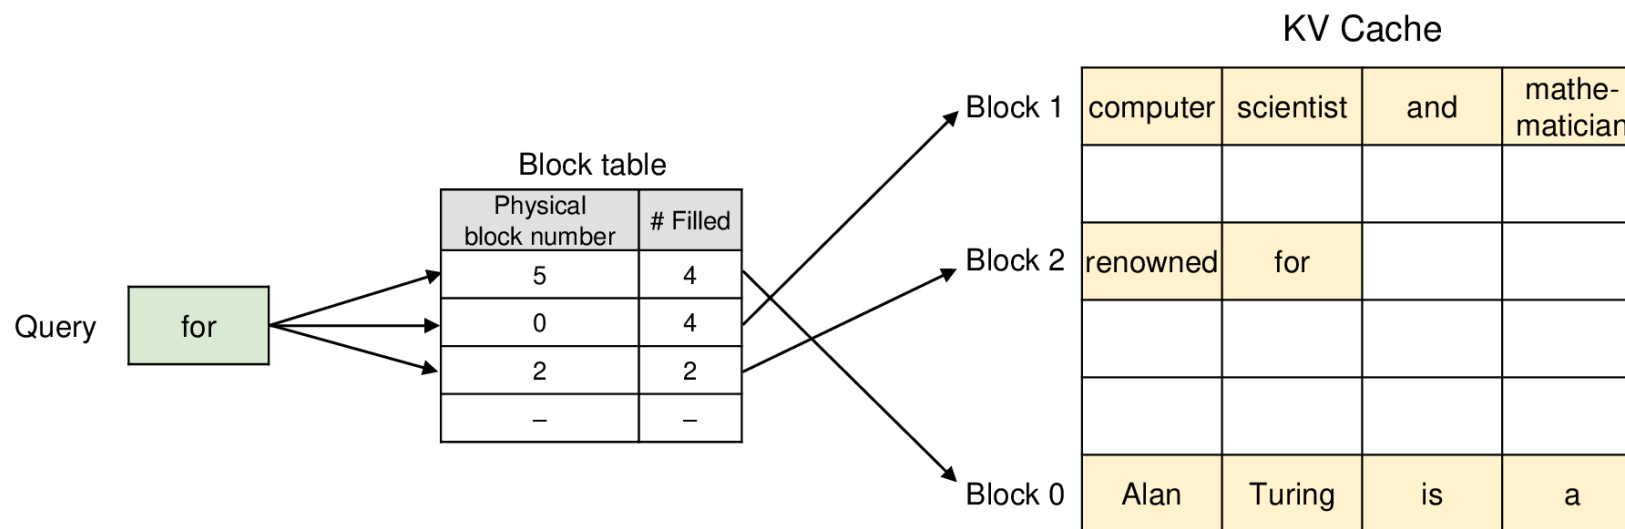 KV Cache
Block 1 computer scientist and mathe-
matician
Block table
Physical
block number # Filled
5 4
0 4
2 2
– –
Query for
Block 2 renowned for
Block 0 Alan Turing is a